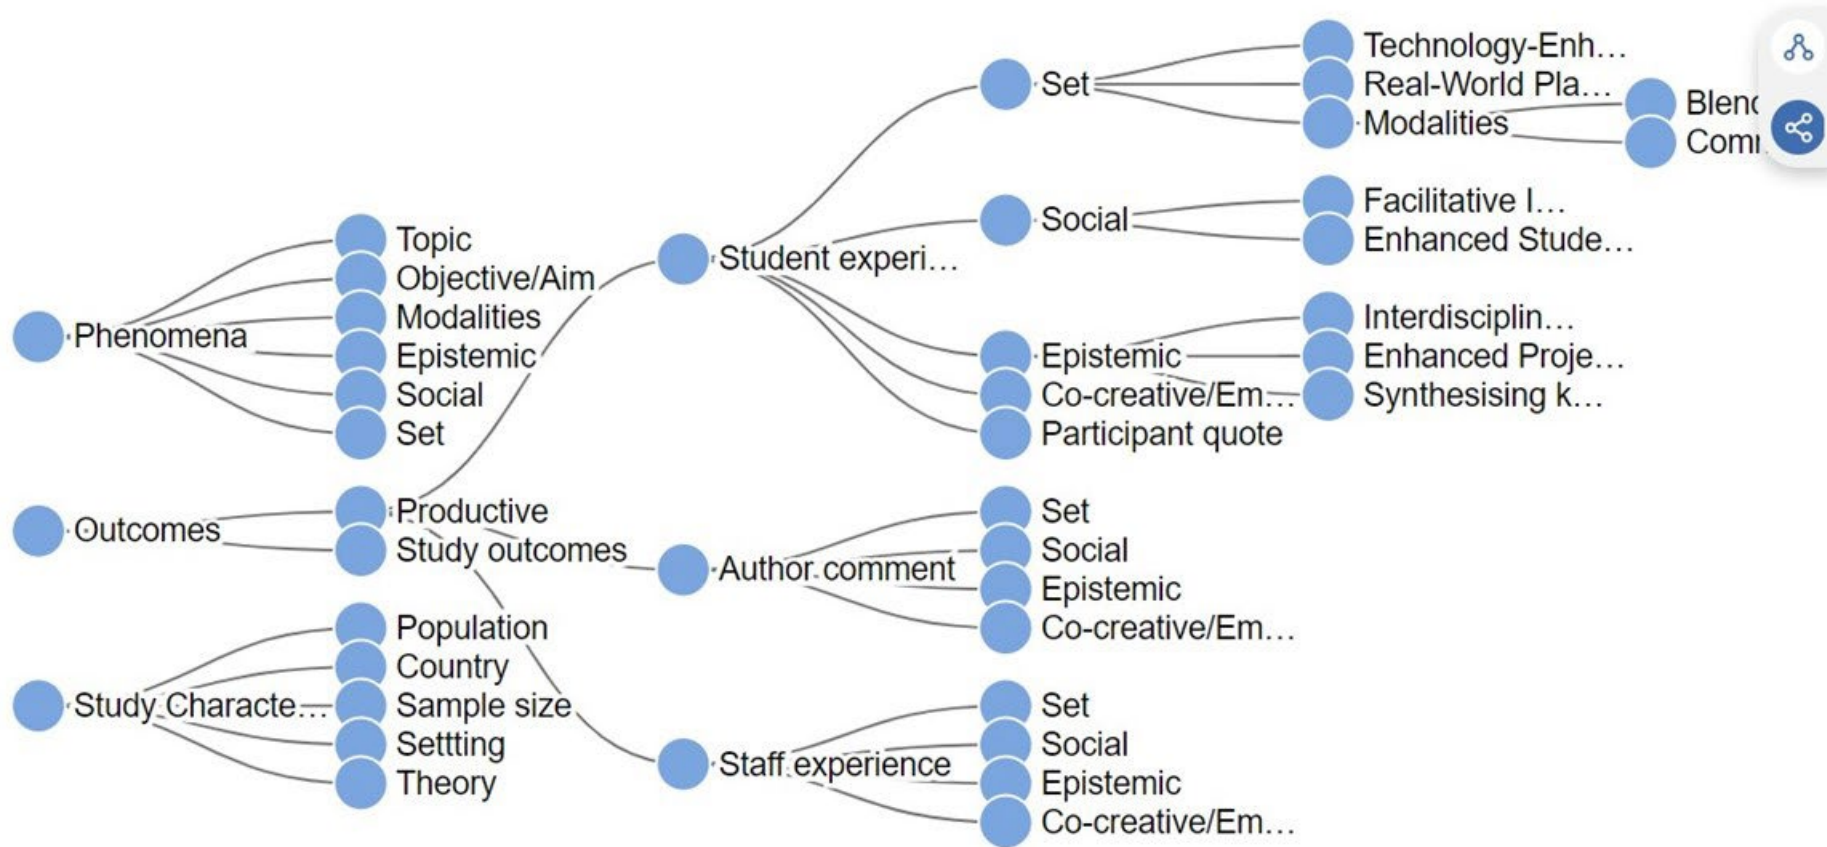 Phenomena
Topic
Objective/Aim
Modalities
Epistemic
Social
Set
Outcomes
Productive
Study outcomes
Study Characte...
Population
Country
Sample size
Settting
Theory
Student experi...
Set
Technology-Enh...
Real-World Pla...
Modalities
Social
Facilitative I...
Enhanced Stude...
Epistemic
Interdisciplin...
Enhanced Proje...
Synthesising k...
Co-creative/Em...
Participant quote
Author comment
Set
Social
Epistemic
Co-creative/Em...
Staff experience
Set
Social
Epistemic
Co-creative/Em...